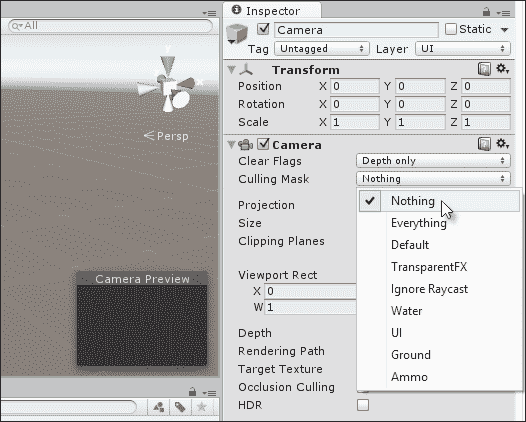 Inspector
All
Camera
Static
Tag Untagged Layer UI
Transform
Position X 0 Y 0 Z 0
Rotation X 0 Y 0 Z 0
Scale X 1 Y 1 Z 1
Persp
Camera
Clear Flags Depth only
Culling Mask Nothing
Projection
Size
Clipping Planes
Viewport Rect
X 0
W 1
Depth
Rendering Path
Target Texture
Occlusion Culling
HDR
Nothing
Everything
Default
TransparentFX
Ignore Raycast
Water
UI
Ground
Ammo
Camera Preview